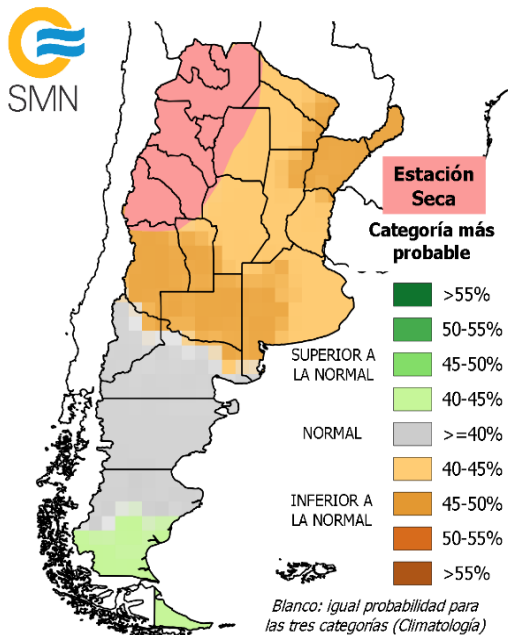 SMN
Estación
Seca
Categoría más
probable
>55%
50-55%
45-50%
SUPERIOR A
LA NORMAL
40-45%
NORMAL
>=40%
40-45%
INFERIOR A
LA NORMAL
45-50%
50-55%
>55%
Blanco: igual probabilidad para
las tres categorías (Climatología)